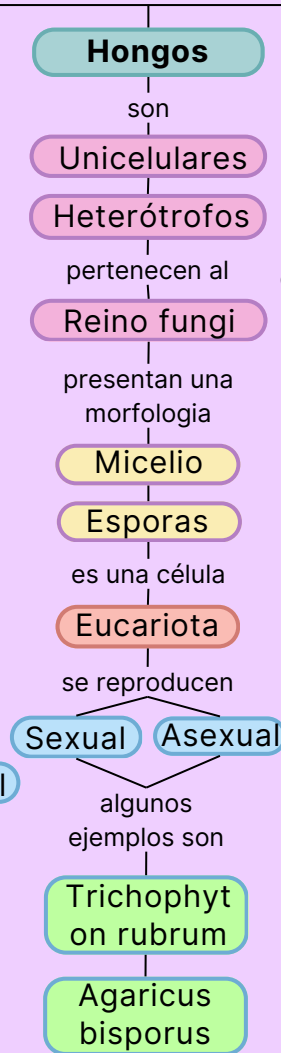 Hongos
son
Unicelulares
Heterótrofos
pertenecen al
Reino fungi
presentan una
morfologia
Micelio
Esporas
es una célula
Eucariota
se reproducen
Sexual Asexual
algunos
ejemplos son
Trichophyt
on rubrum
Agaricus
bisporus